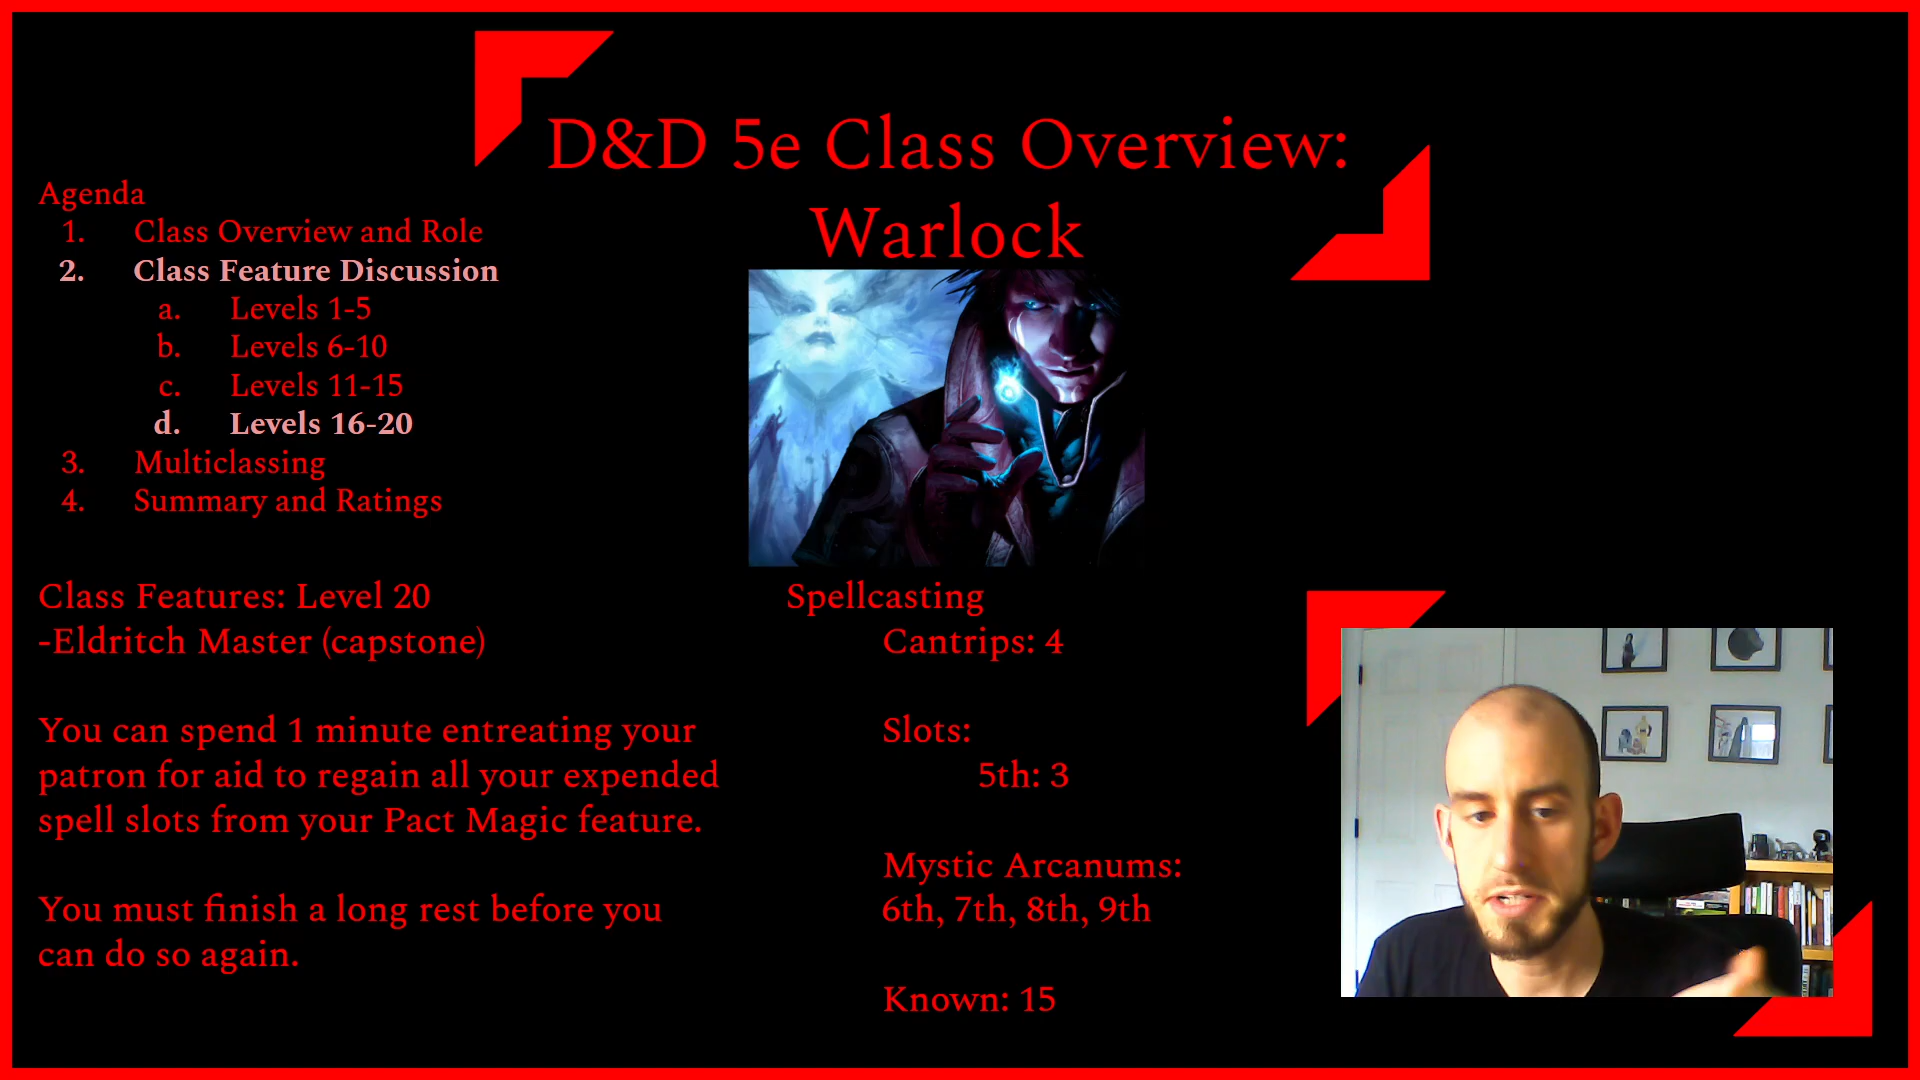 D&D 5e Class Overview:
Warlock
Agenda
1. Class Overview and Role
2. Class Feature Discussion
a. Levels 1-5
b. Levels 6-10
c. Levels 11-15
d. Levels 16-20
3. Multiclassing
4. Summary and Ratings
Class Features: Level 20
-Eldritch Master (capstone)
You can spend 1 minute entreating your
patron for aid to regain all your expended
spell slots from your Pact Magic feature.
You must finish a long rest before you
can do so again.
Spellcasting
Cantrips: 4
Slots:
5th: 3
Mystic Arcanums:
6th, 7th, 8th, 9th
Known: 15